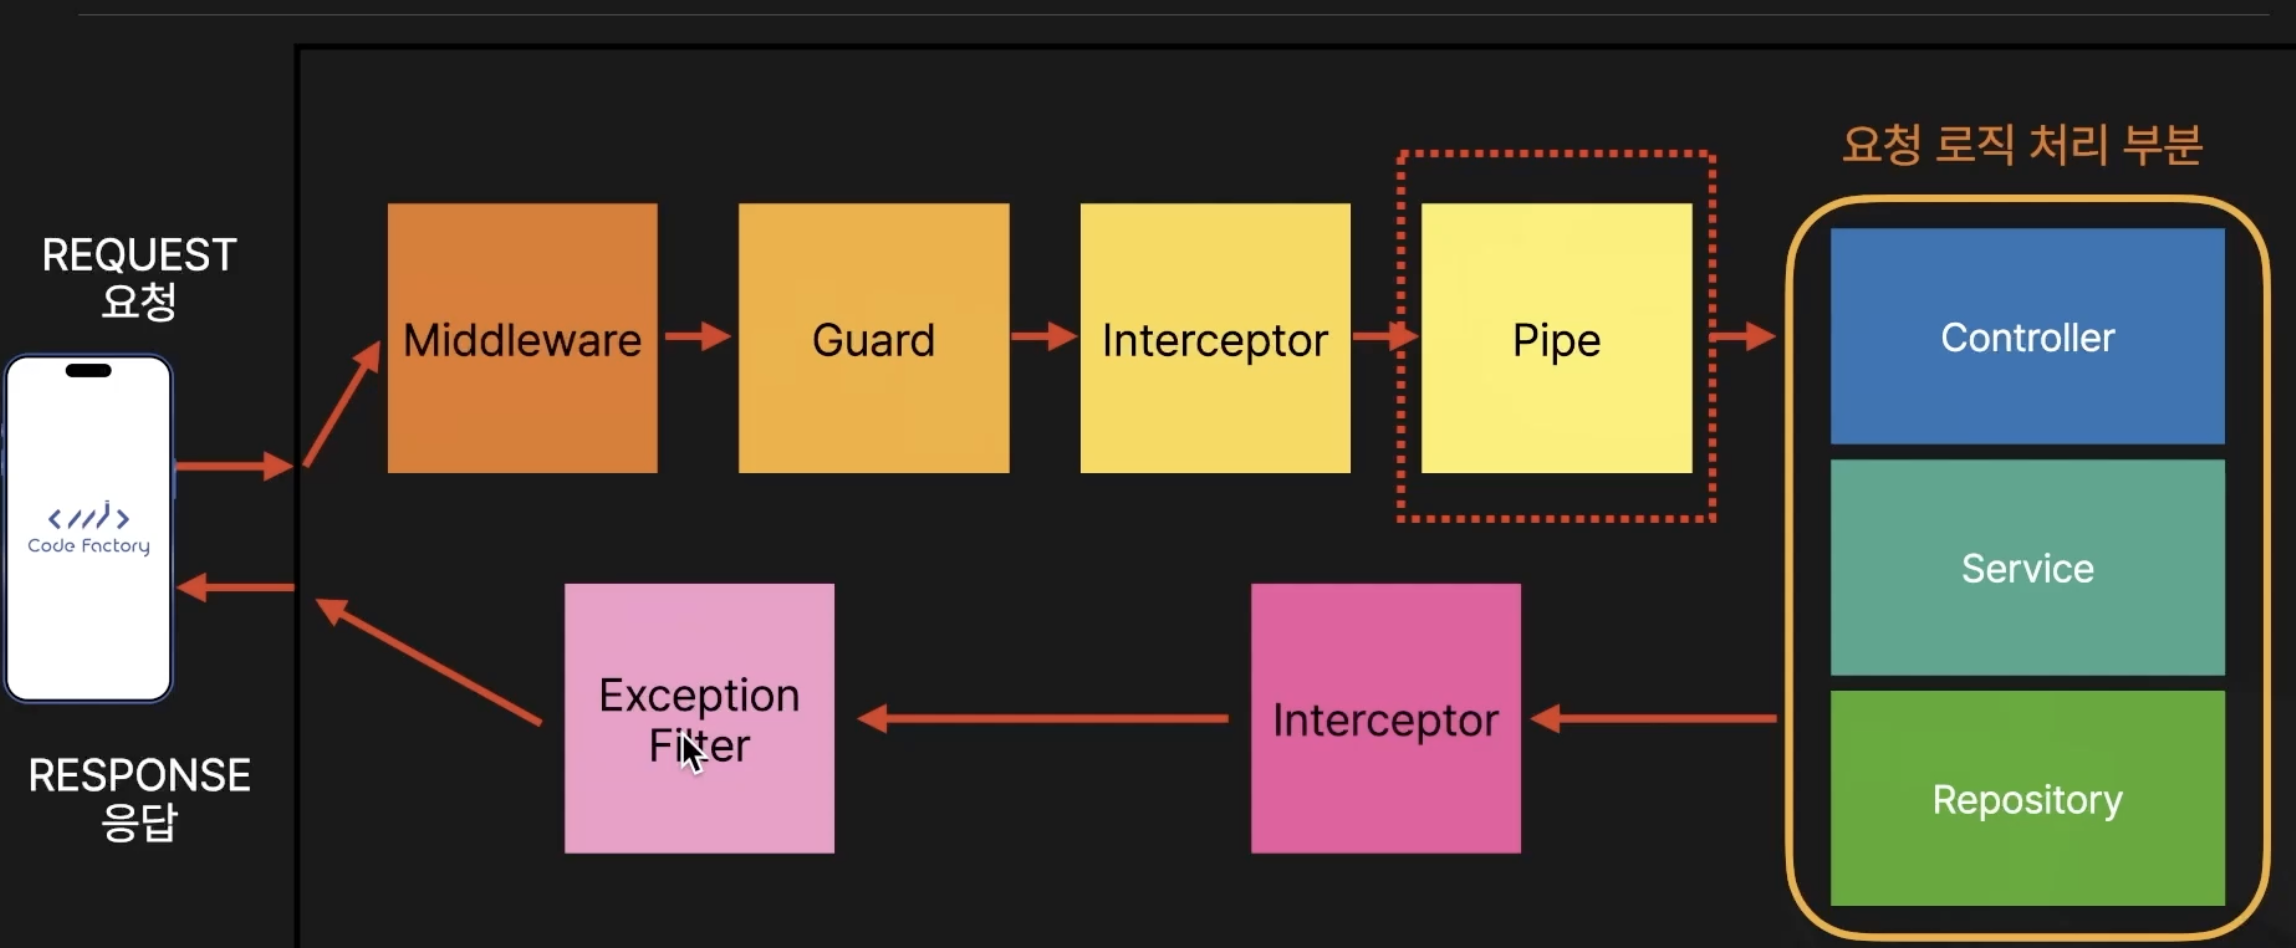 요청 로직 처리 부분
REQUEST
요청
Middleware
Guard
Interceptor
Pipe
Controller
Service
Repository
Code Factory
Exception
Filter
Interceptor
RESPONSE
응답